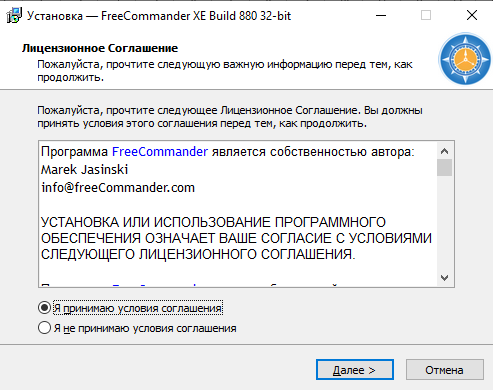 Установка — FreeCommander XE Build 880 32-bit
Лицензионное Соглашение
Пожалуйста, прочтите следующую важную информацию перед тем, как
продолжить.
Пожалуйста, прочтите следующее Лицензионное Соглашение. Вы должны
принять условия этого соглашения перед тем, как продолжить.
Программа FreeCommander является собственностью автора:
Marek Jasinski
info@freeCommander.com
УСТАНОВКА ИЛИ ИСПОЛЬЗОВАНИЕ ПРОГРАММНОГО
ОБЕСПЕЧЕНИЯ ОЗНАЧАЕТ ВАШЕ СОГЛАСИЕ С УСЛОВИЯМИ
СЛЕДУЮЩЕГО ЛИЦЕНЗИОННОГО СОГЛАШЕНИЯ.
Я принимаю условия соглашения
Я не принимаю условия соглашения
Далее >
Отмена